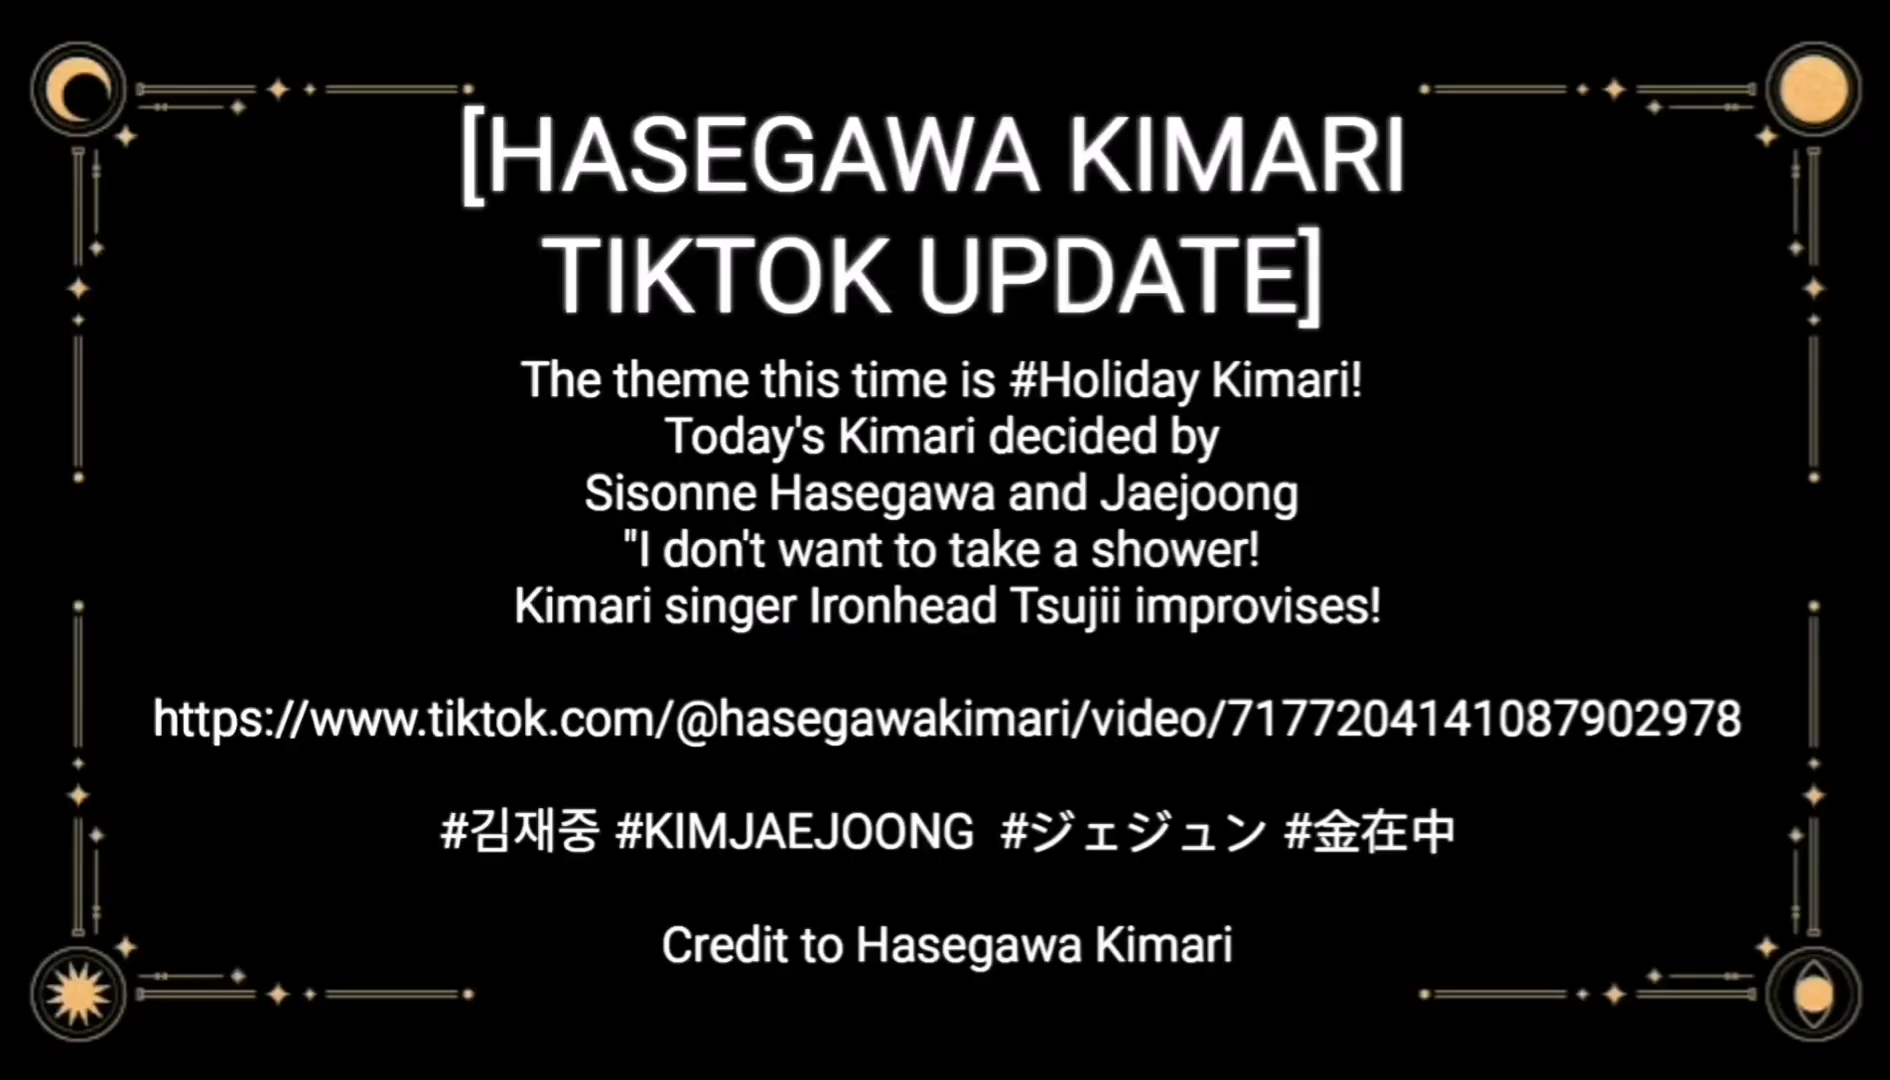 [HASEGAWA KIMARI
TIKTOK UPDATE]
The theme this time is #Holiday Kimari!
Today's Kimari decided by
Sisonne Hasegawa and Jaejoong
"I don't want to take a shower!
Kimari singer Ironhead Tsujii improvises!
https://www.tiktok.com/@hasegawakimari/video/7177204141087902978
#김재중 #KIMJAEJOONG #ジェジュン #金在中
Credit to Hasegawa Kimari